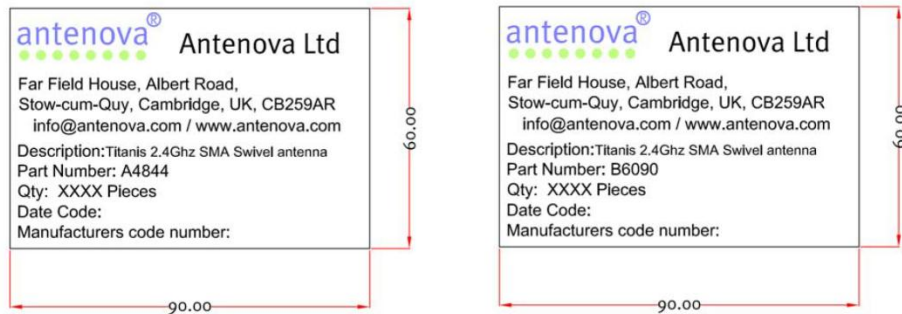 antenova® Antenova Ltd
Far Field House, Albert Road,
Stow-cum-Quy, Cambridge, UK, CB259AR
info@antenova.com / www.antenova.com
Description:Titanis 2.4Ghz SMA Swivel antenna
Part Number: A4844
Qty: XXXX Pieces
Date Code:
Manufacturers code number:
60.00
90.00
antenova® Antenova Ltd
Far Field House, Albert Road,
Stow-cum-Quy, Cambridge, UK, CB259AR
info@antenova.com / www.antenova.com
Description:Titanis 2.4Ghz SMA Swivel antenna
Part Number: B6090
Qty: XXXX Pieces
Date Code:
Manufacturers code number:
60.00
90.00